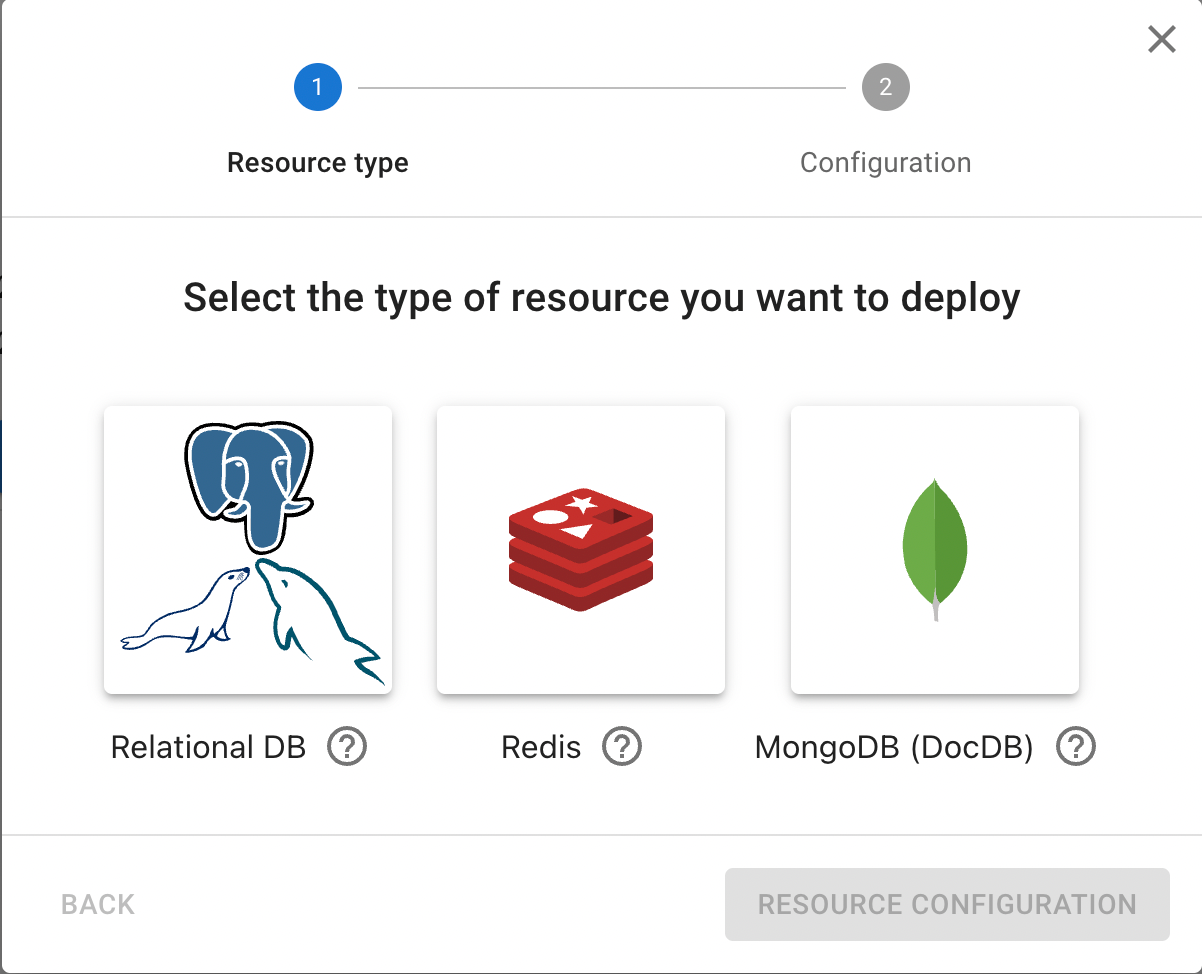 1
2
Resource type
Configuration
Select the type of resource you want to deploy
Relational DB ?
Redis ?
MongoDB (DocDB) ?
BACK
RESOURCE CONFIGURATION